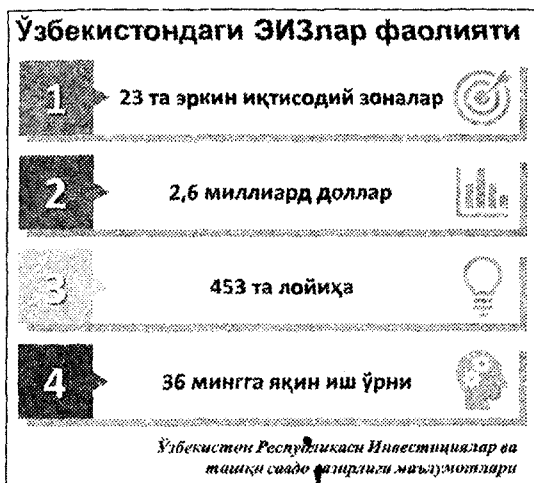 Ўзбекистондаги ЭИЗлар фаолияти
1
23 та эркин иқтисодий зоналар
2
2,6 миллиард доллар
3
453 та лойиҳа
4
36 мингга яқин иш ўрни
Ўзбекистон Республикаси Инвестициялар ва
ташқи савдо вазирлиги маълумотлари